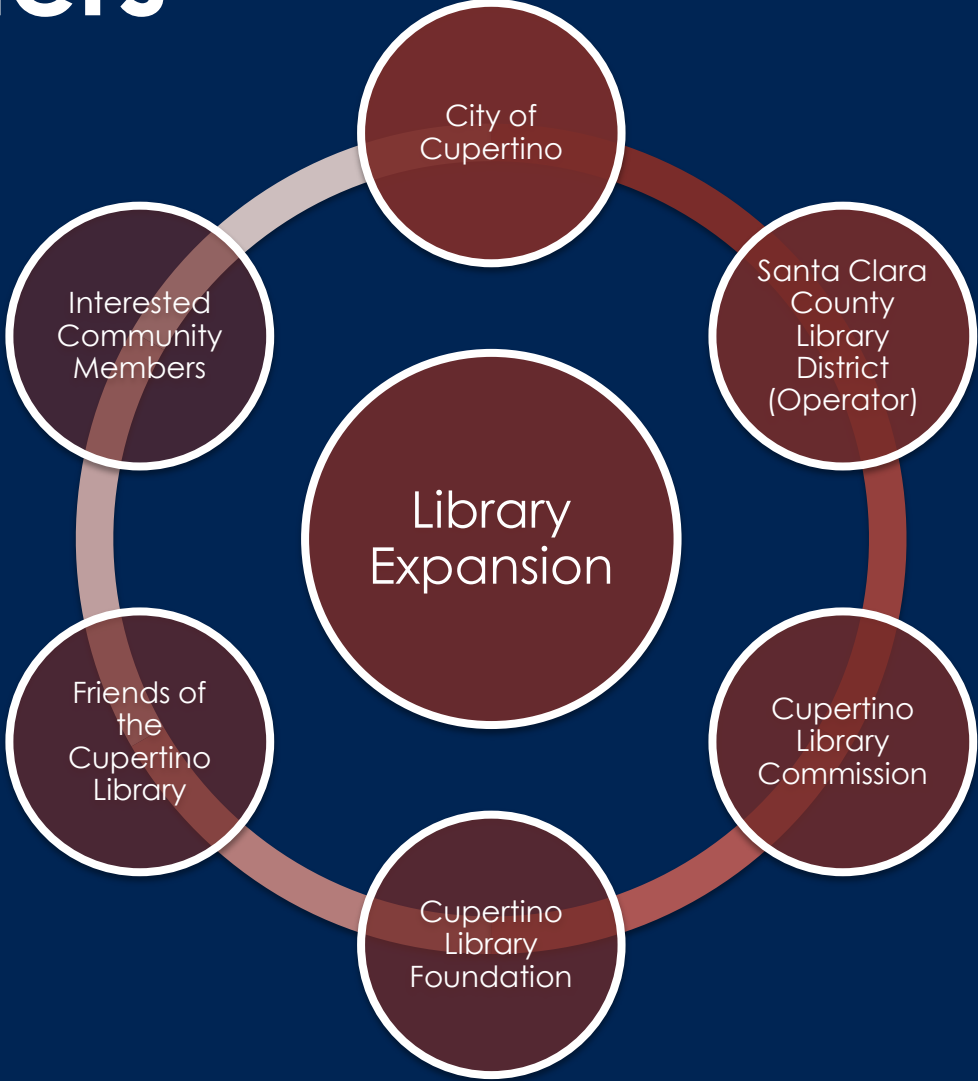 City of
Cupertino
Santa Clara
County
Library
District
(Operator)
Cupertino
Library
Commission
Cupertino
Library
Foundation
Friends of
the
Cupertino
Library
Interested
Community
Members
Library
Expansion